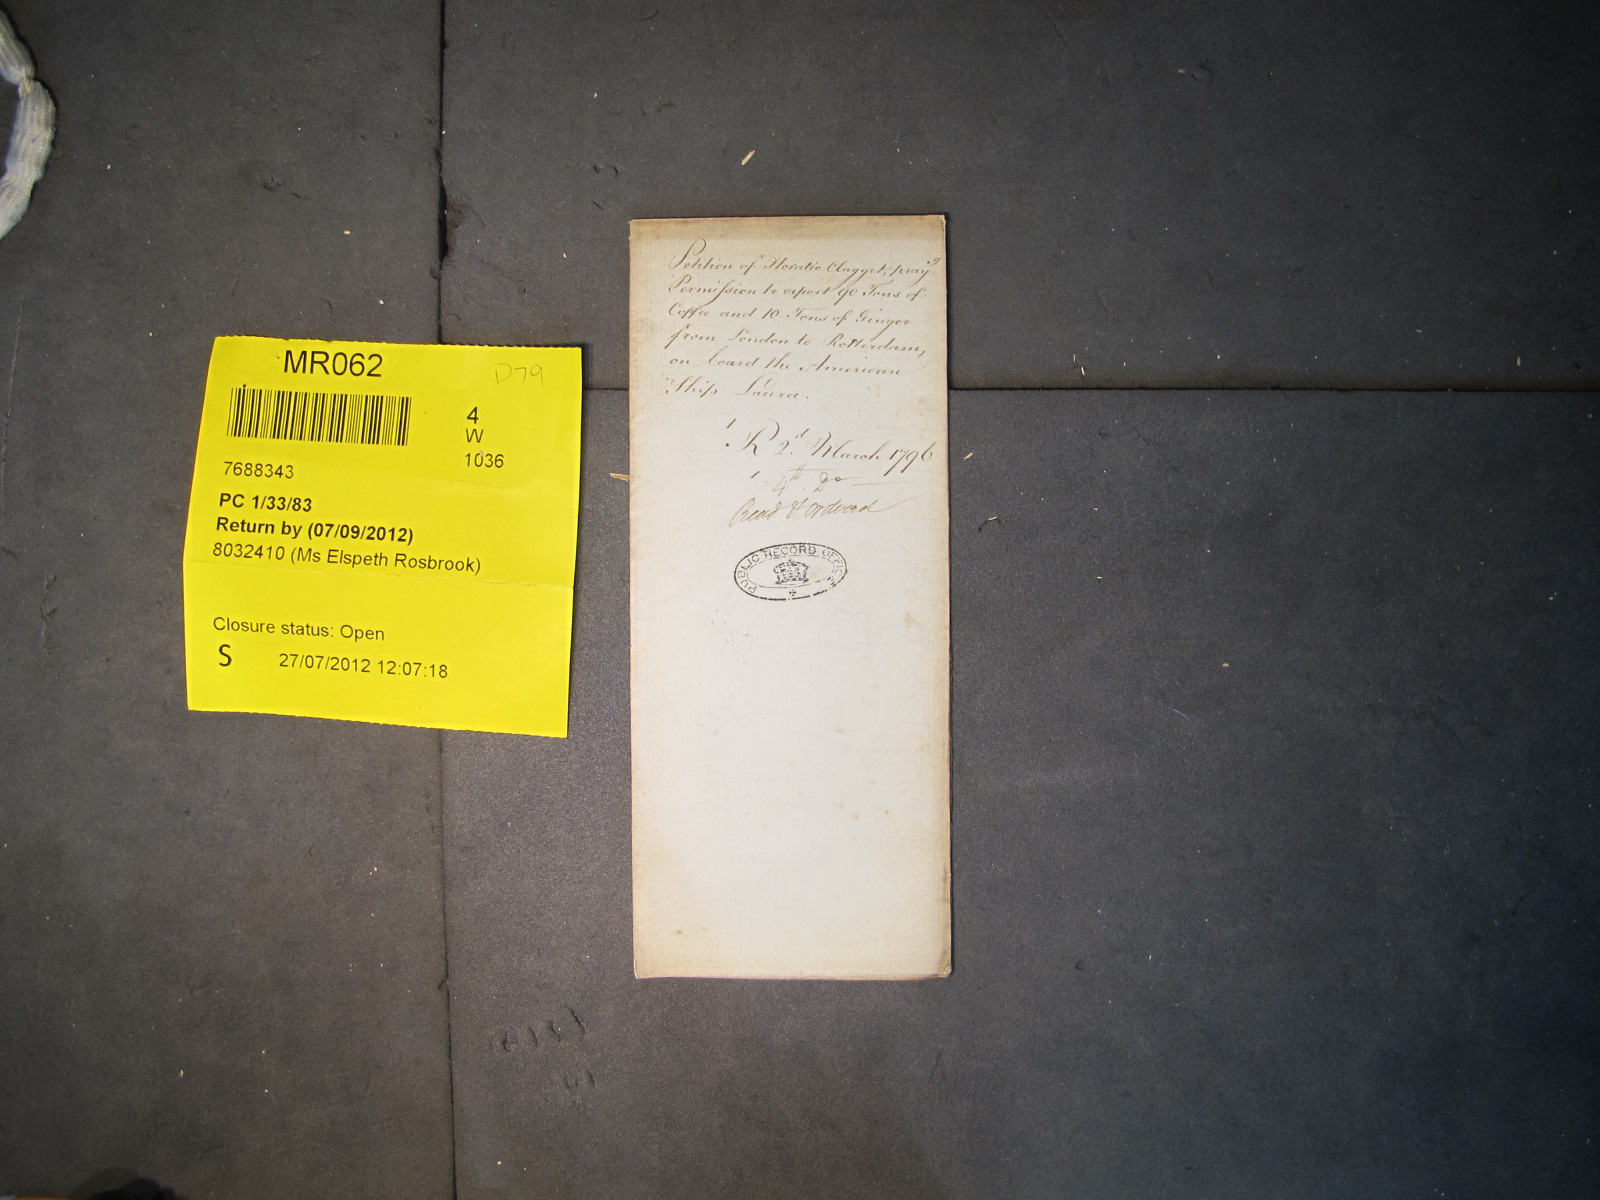 MR062
D79
4
W
1036
7688343
PC 1/33/83
Return by (07/09/2012)
8032410 (Ms Elspeth Rosbrook)
Closure status: Open
S 27/07/2012 12:07:18
Petition of Horatio Clagget, pray.g
Permission to export 90 Tons of
Coffee and 10 Tons of Ginger
from London to Rotterdam,
on board the American
Ship Laura.
R 2d March 1796
4th Do
Read & Ordered
PUBLIC RECORD OFFICE